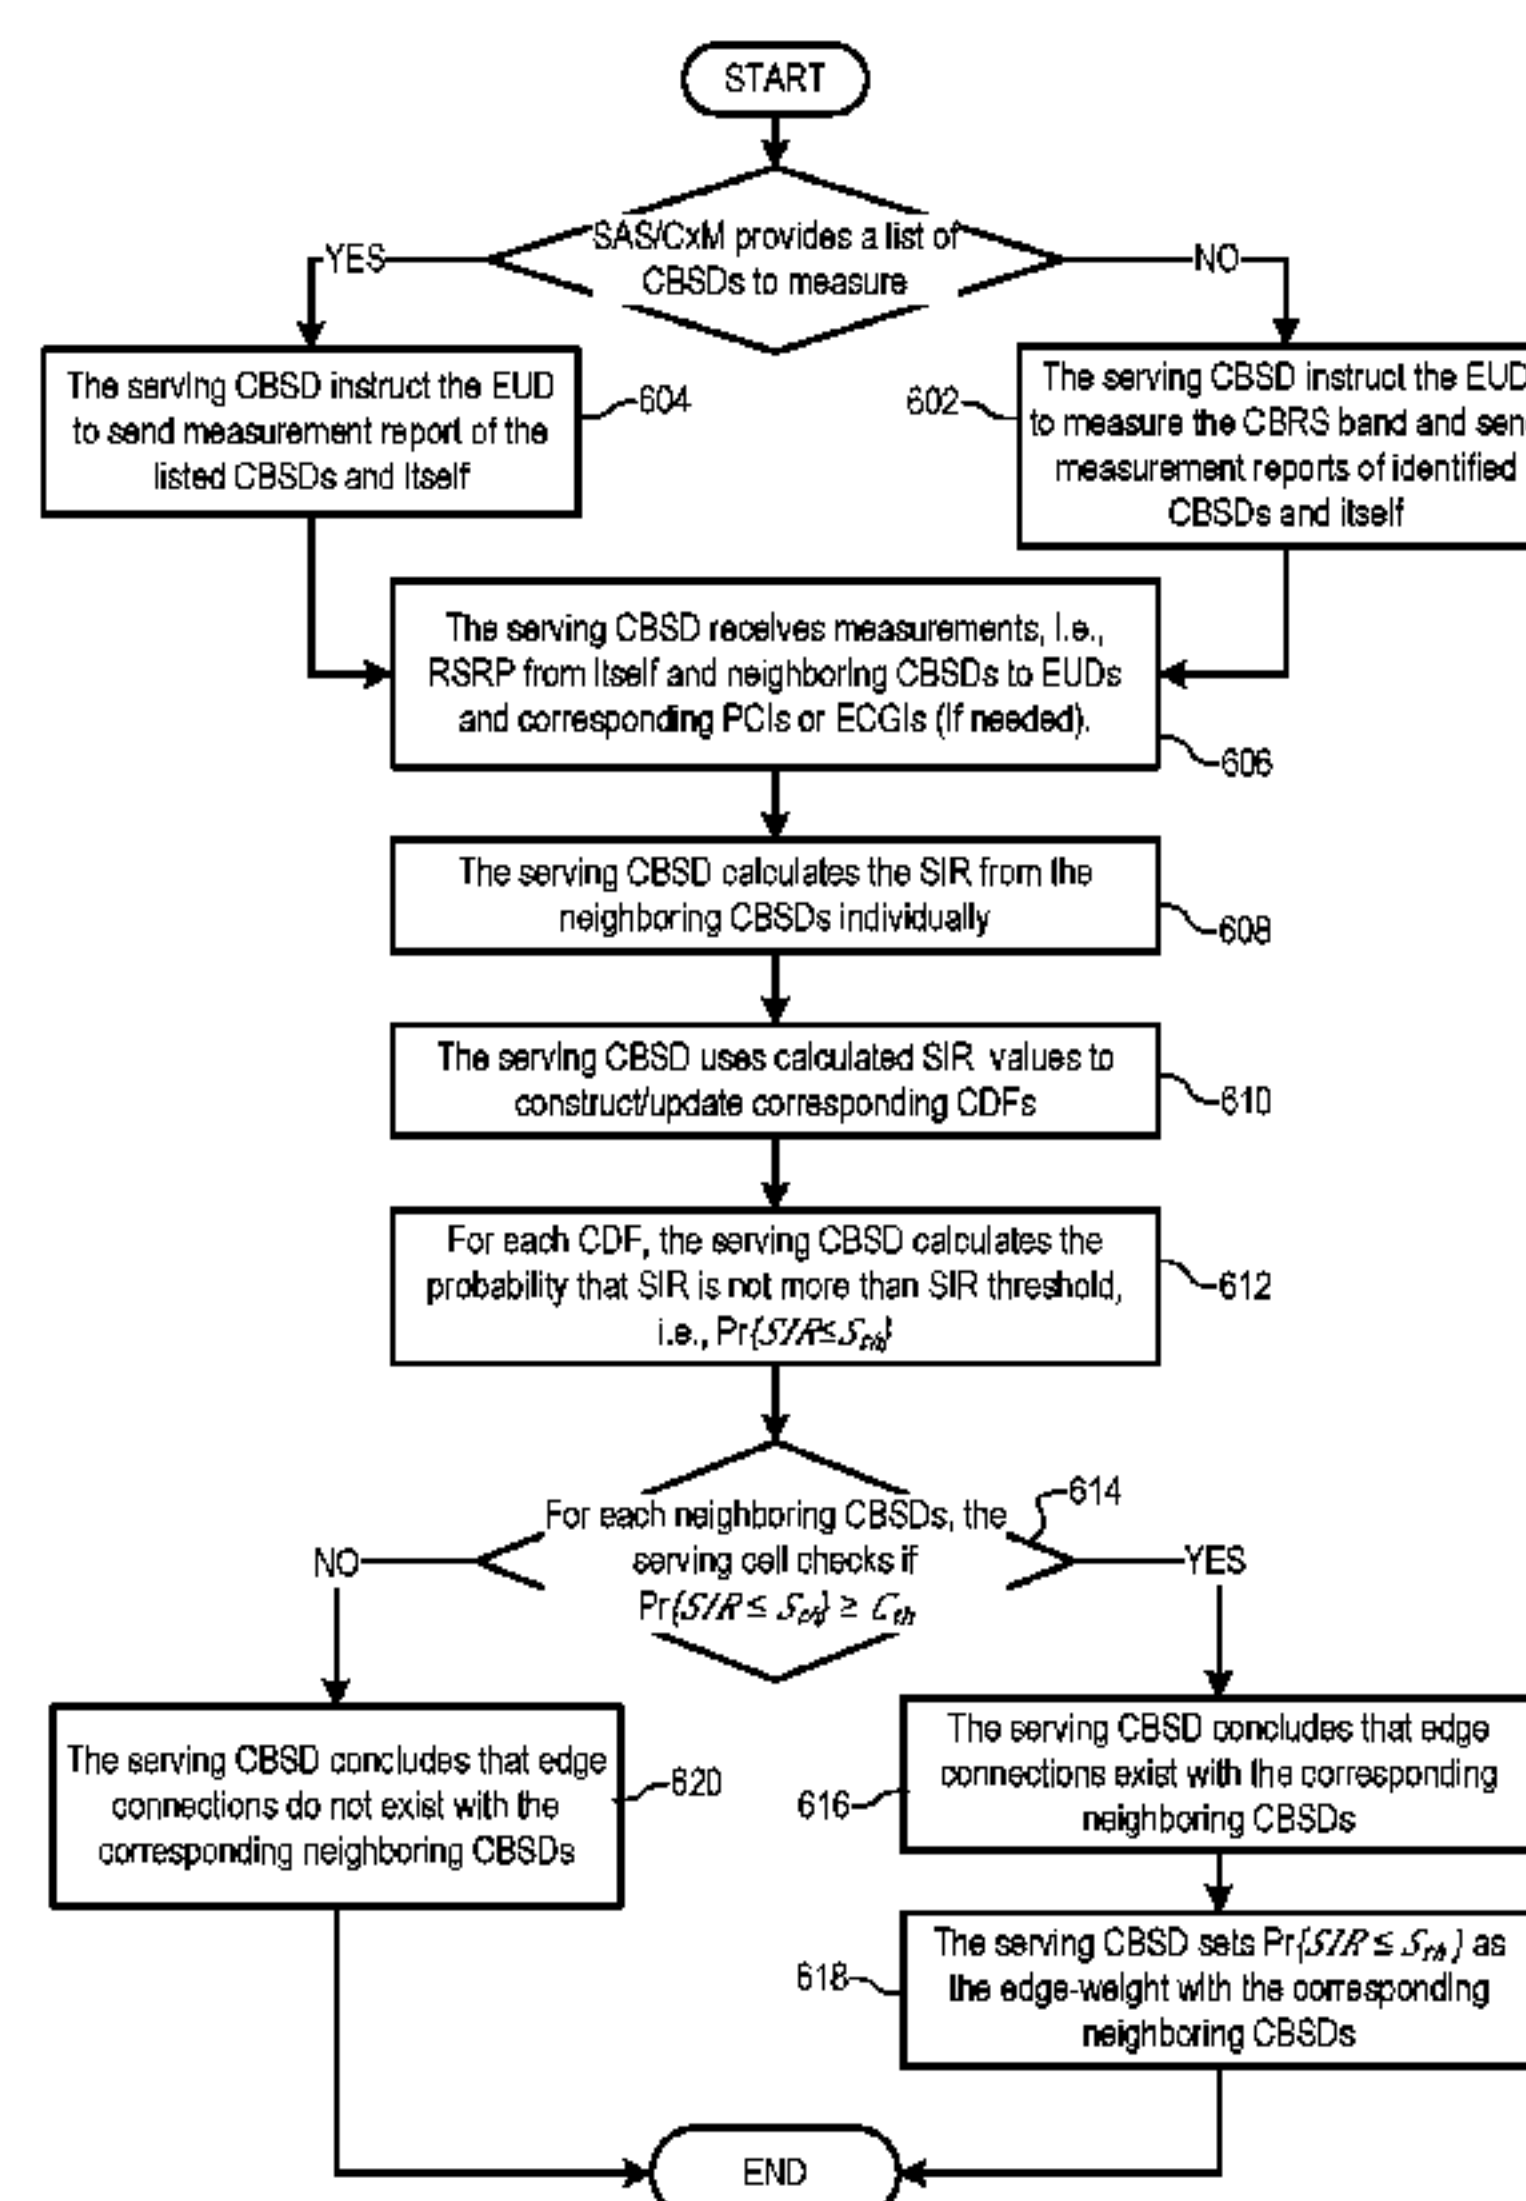 START
SAS/CxM provides a list of
CBSDs to measure
YES
NO
The serving CBSD instruct the EUD
to send measurement report of the
listed CBSDs and itself
604
602
The serving CBSD instruct the EUD
to measure the CBRS band and sen
measurement reports of identified
CBSDs and itself
The serving CBSD receives measurements, i.e.,
RSRP from itself and neighboring CBSDs to EUDs
and corresponding PCIs or ECGIs (if needed).
606
The serving CBSD calculates the SIR from the
neighboring CBSDs individually
608
The serving CBSD uses calculated SIR values to
construct/update corresponding CDFs
610
For each CDF, the serving CBSD calculates the
probability that SIR is not more than SIR threshold,
i.e., Pr{SIR≤S_th}
612
For each neighboring CBSDs, the
serving cell checks if
Pr{SIR ≤ S_th} ≥ C_th
614
NO
YES
The serving CBSD concludes that edge
connections do not exist with the
corresponding neighboring CBSDs
620
The serving CBSD concludes that edge
connections exist with the corresponding
neighboring CBSDs
616
The serving CBSD sets Pr{SIR ≤ S_th} as
the edge-weight with the corresponding
neighboring CBSDs
618
END